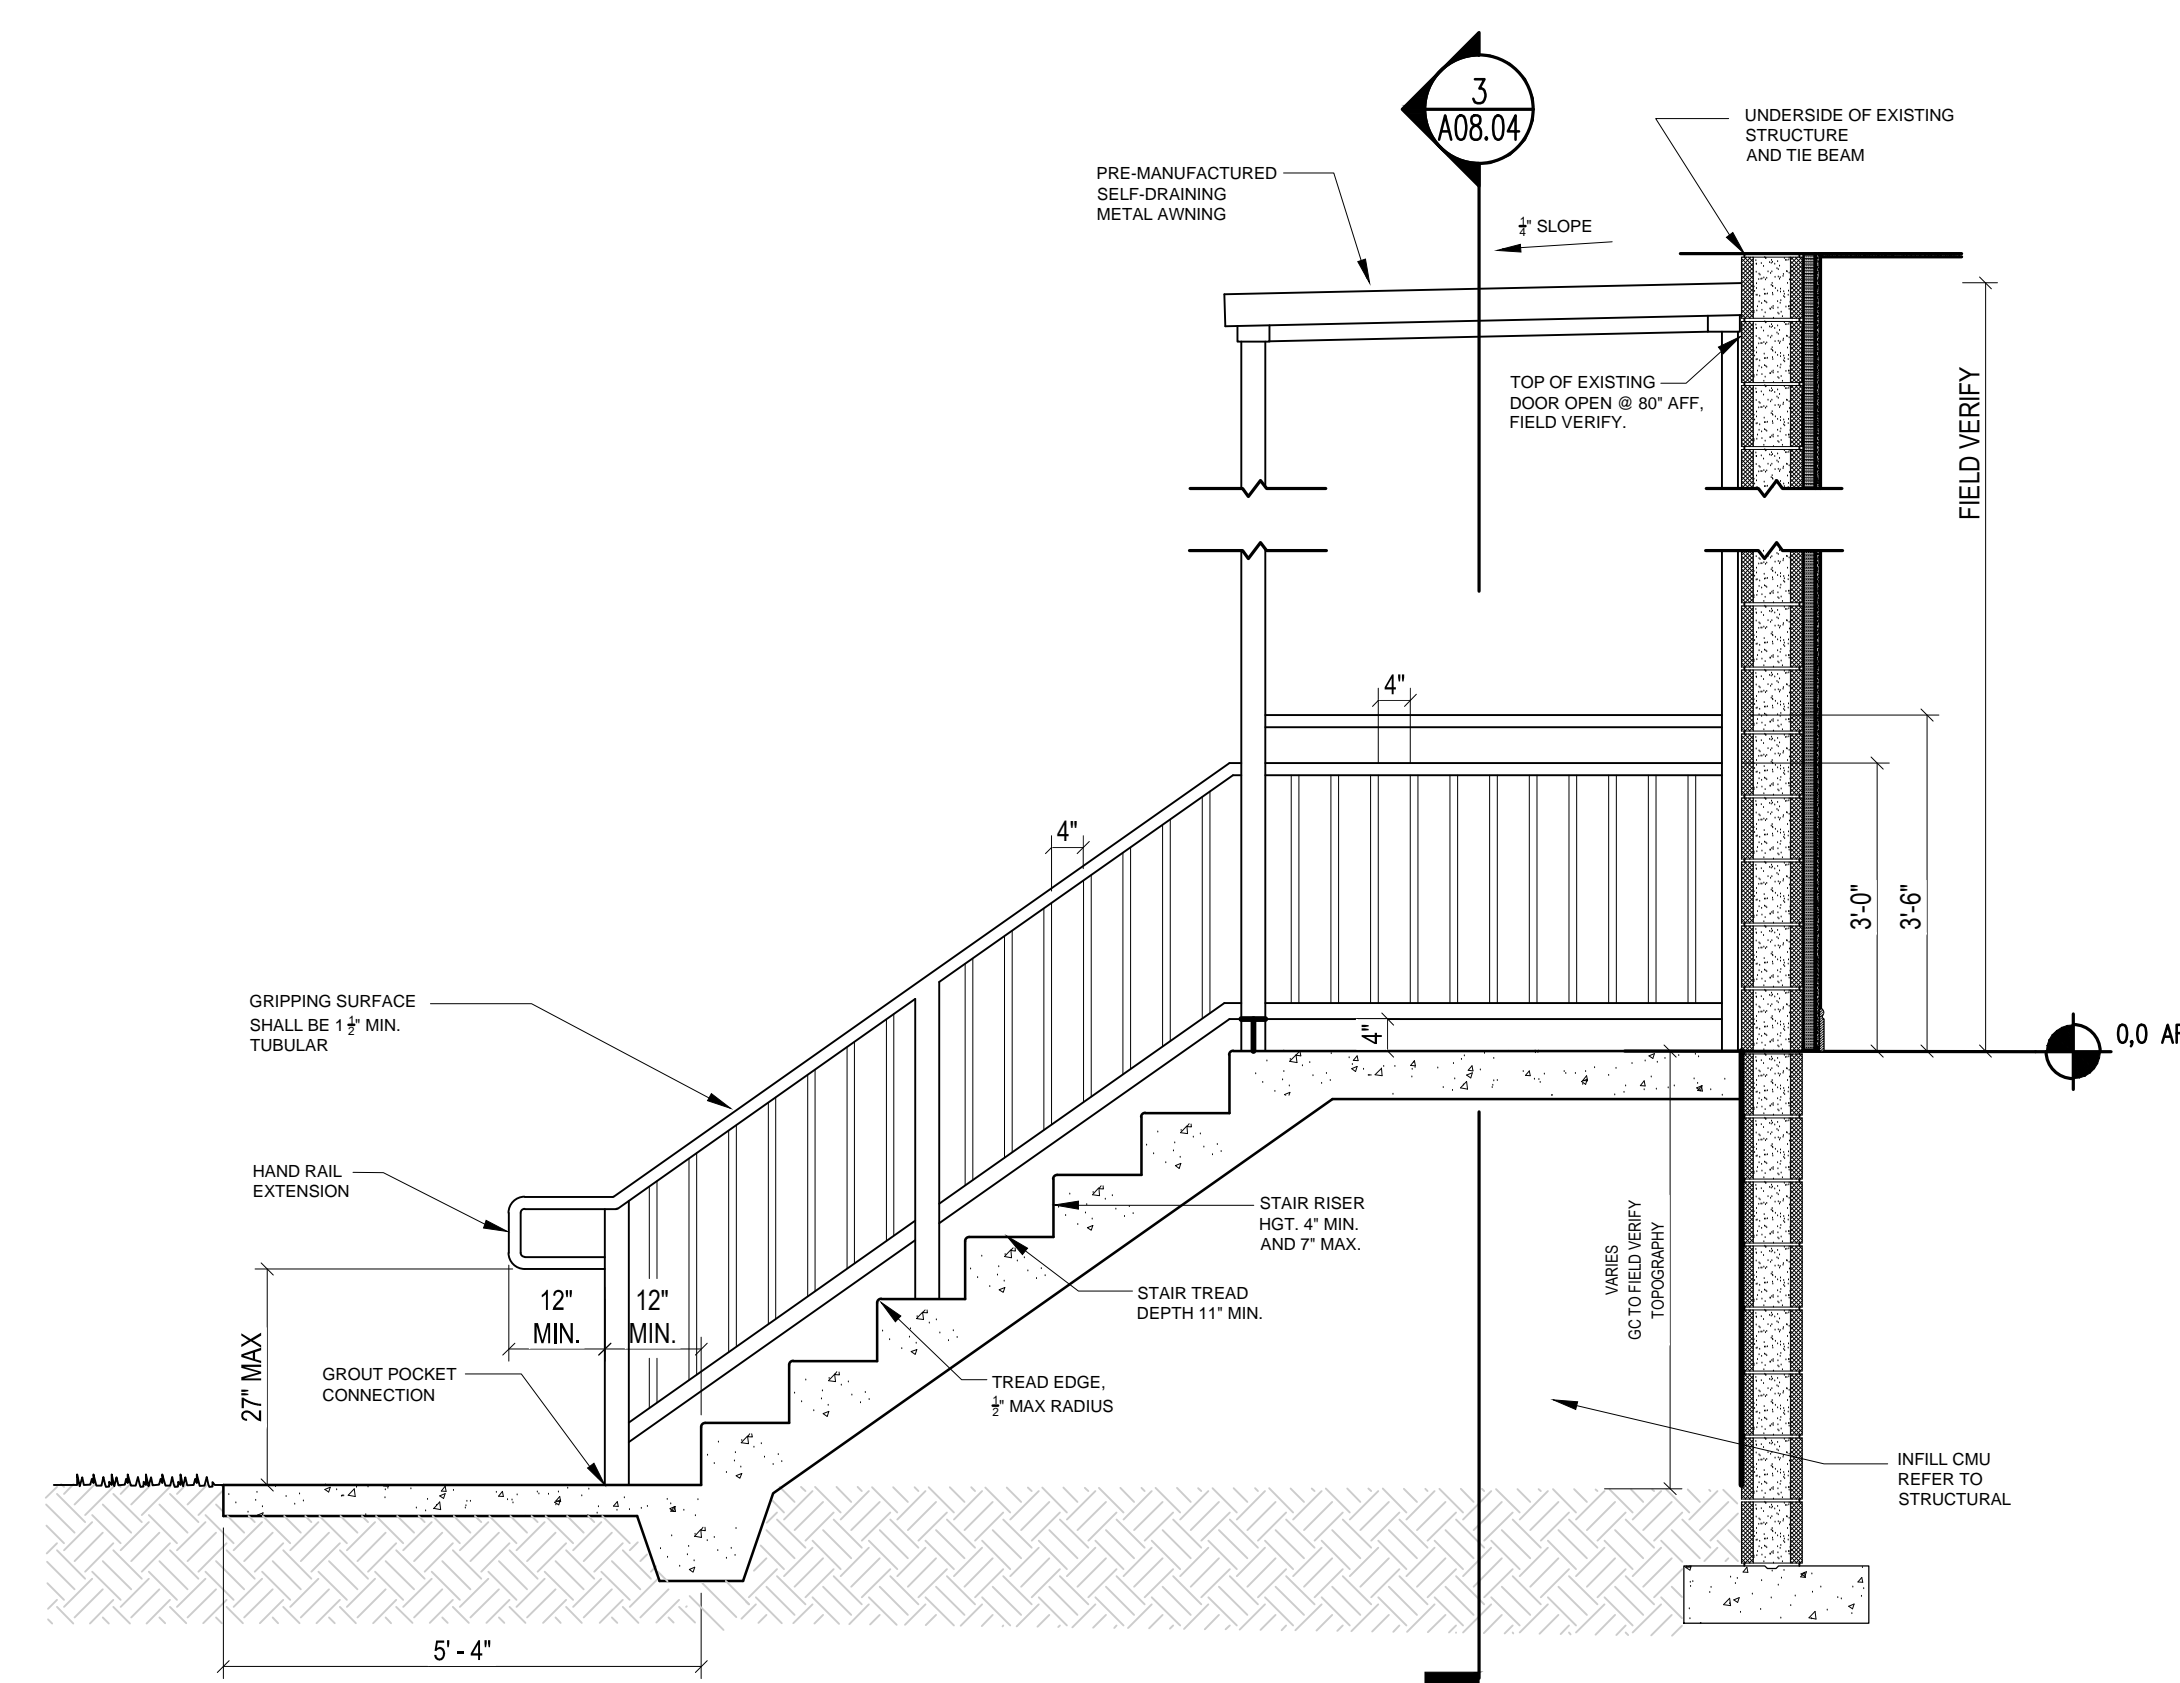 3
A08.04
UNDERSIDE OF EXISTING
STRUCTURE
AND TIE BEAM
PRE-MANUFACTURED
SELF-DRAINING
METAL AWNING
1/4" SLOPE
TOP OF EXISTING
DOOR OPEN @ 80" AFF,
FIELD VERIFY.
FIELD VERIFY
4"
4"
3'-0"
3'-6"
GRIPPING SURFACE
SHALL BE 1 1/2" MIN.
TUBULAR
4"
0,0 AF
HAND RAIL
EXTENSION
STAIR RISER
HGT. 4" MIN.
AND 7" MAX.
STAIR TREAD
DEPTH 11" MIN.
VARIES
GC TO FIELD VERIFY
TOPOGRAPHY
12"
MIN.
12"
MIN.
27" MAX
GROUT POCKET
CONNECTION
TREAD EDGE,
1/2" MAX RADIUS
INFILL CMU
REFER TO
STRUCTURAL
5' - 4"